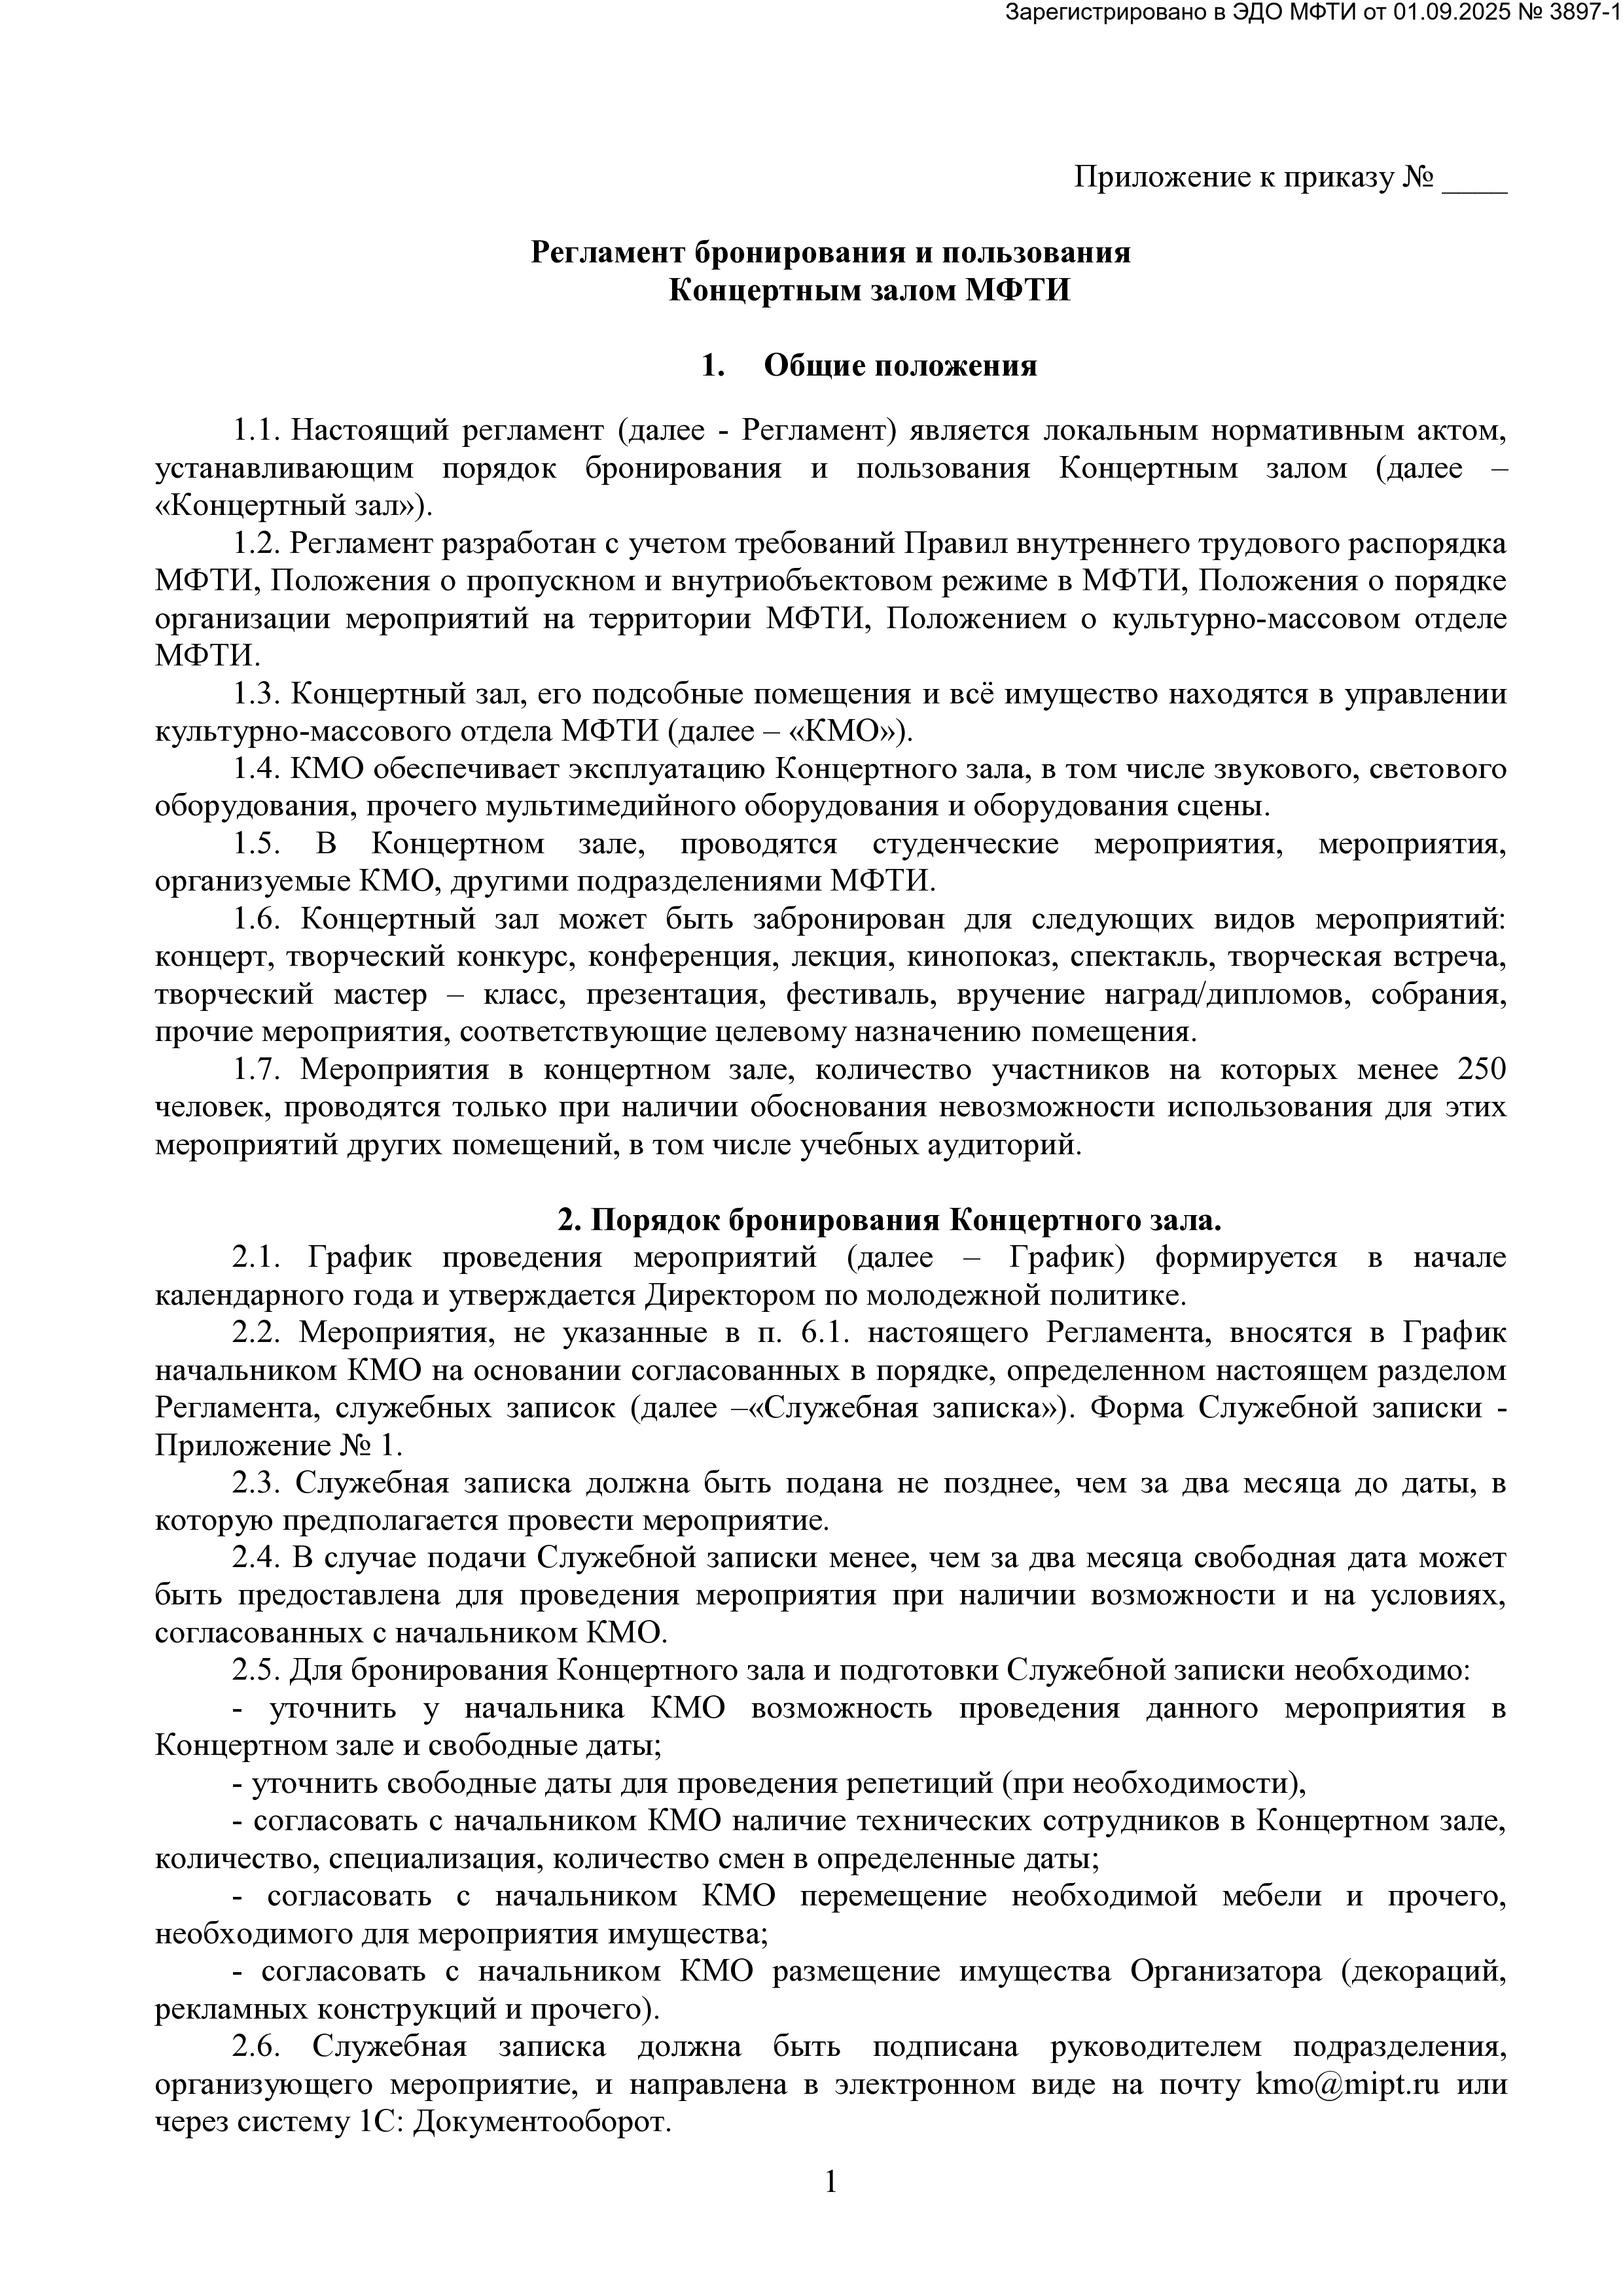 Зарегистрировано в ЭДО МФТИ от 01.09.2025 № 3897-1
Приложение к приказу № ____
Регламент бронирования и пользования
Концертным залом МФТИ
1. Общие положения
1.1. Настоящий регламент (далее - Регламент) является локальным нормативным актом,
устанавливающим порядок бронирования и пользования Концертным залом (далее –
«Концертный зал»).
1.2. Регламент разработан с учетом требований Правил внутреннего трудового распорядка
МФТИ, Положения о пропускном и внутриобъектовом режиме в МФТИ, Положения о порядке
организации мероприятий на территории МФТИ, Положением о культурно-массовом отделе
МФТИ.
1.3. Концертный зал, его подсобные помещения и всё имущество находятся в управлении
культурно-массового отдела МФТИ (далее – «КМО»).
1.4. КМО обеспечивает эксплуатацию Концертного зала, в том числе звукового, светового
оборудования, прочего мультимедийного оборудования и оборудования сцены.
1.5. В Концертном зале, проводятся студенческие мероприятия, мероприятия,
организуемые КМО, другими подразделениями МФТИ.
1.6. Концертный зал может быть забронирован для следующих видов мероприятий:
концерт, творческий конкурс, конференция, лекция, кинопоказ, спектакль, творческая встреча,
творческий мастер – класс, презентация, фестиваль, вручение наград/дипломов, собрания,
прочие мероприятия, соответствующие целевому назначению помещения.
1.7. Мероприятия в концертном зале, количество участников на которых менее 250
человек, проводятся только при наличии обоснования невозможности использования для этих
мероприятий других помещений, в том числе учебных аудиторий.
2. Порядок бронирования Концертного зала.
2.1. График проведения мероприятий (далее – График) формируется в начале
календарного года и утверждается Директором по молодежной политике.
2.2. Мероприятия, не указанные в п. 6.1. настоящего Регламента, вносятся в График
начальником КМО на основании согласованных в порядке, определенном настоящем разделом
Регламента, служебных записок (далее –«Служебная записка»). Форма Служебной записки -
Приложение № 1.
2.3. Служебная записка должна быть подана не позднее, чем за два месяца до даты, в
которую предполагается провести мероприятие.
2.4. В случае подачи Служебной записки менее, чем за два месяца свободная дата может
быть предоставлена для проведения мероприятия при наличии возможности и на условиях,
согласованных с начальником КМО.
2.5. Для бронирования Концертного зала и подготовки Служебной записки необходимо:
- уточнить у начальника КМО возможность проведения данного мероприятия в
Концертном зале и свободные даты;
- уточнить свободные даты для проведения репетиций (при необходимости),
- согласовать с начальником КМО наличие технических сотрудников в Концертном зале,
количество, специализация, количество смен в определенные даты;
- согласовать с начальником КМО перемещение необходимой мебели и прочего,
необходимого для мероприятия имущества;
- согласовать с начальником КМО размещение имущества Организатора (декораций,
рекламных конструкций и прочего).
2.6. Служебная записка должна быть подписана руководителем подразделения,
организующего мероприятие, и направлена в электронном виде на почту kmo@mipt.ru или
через систему 1С: Документооборот.
1